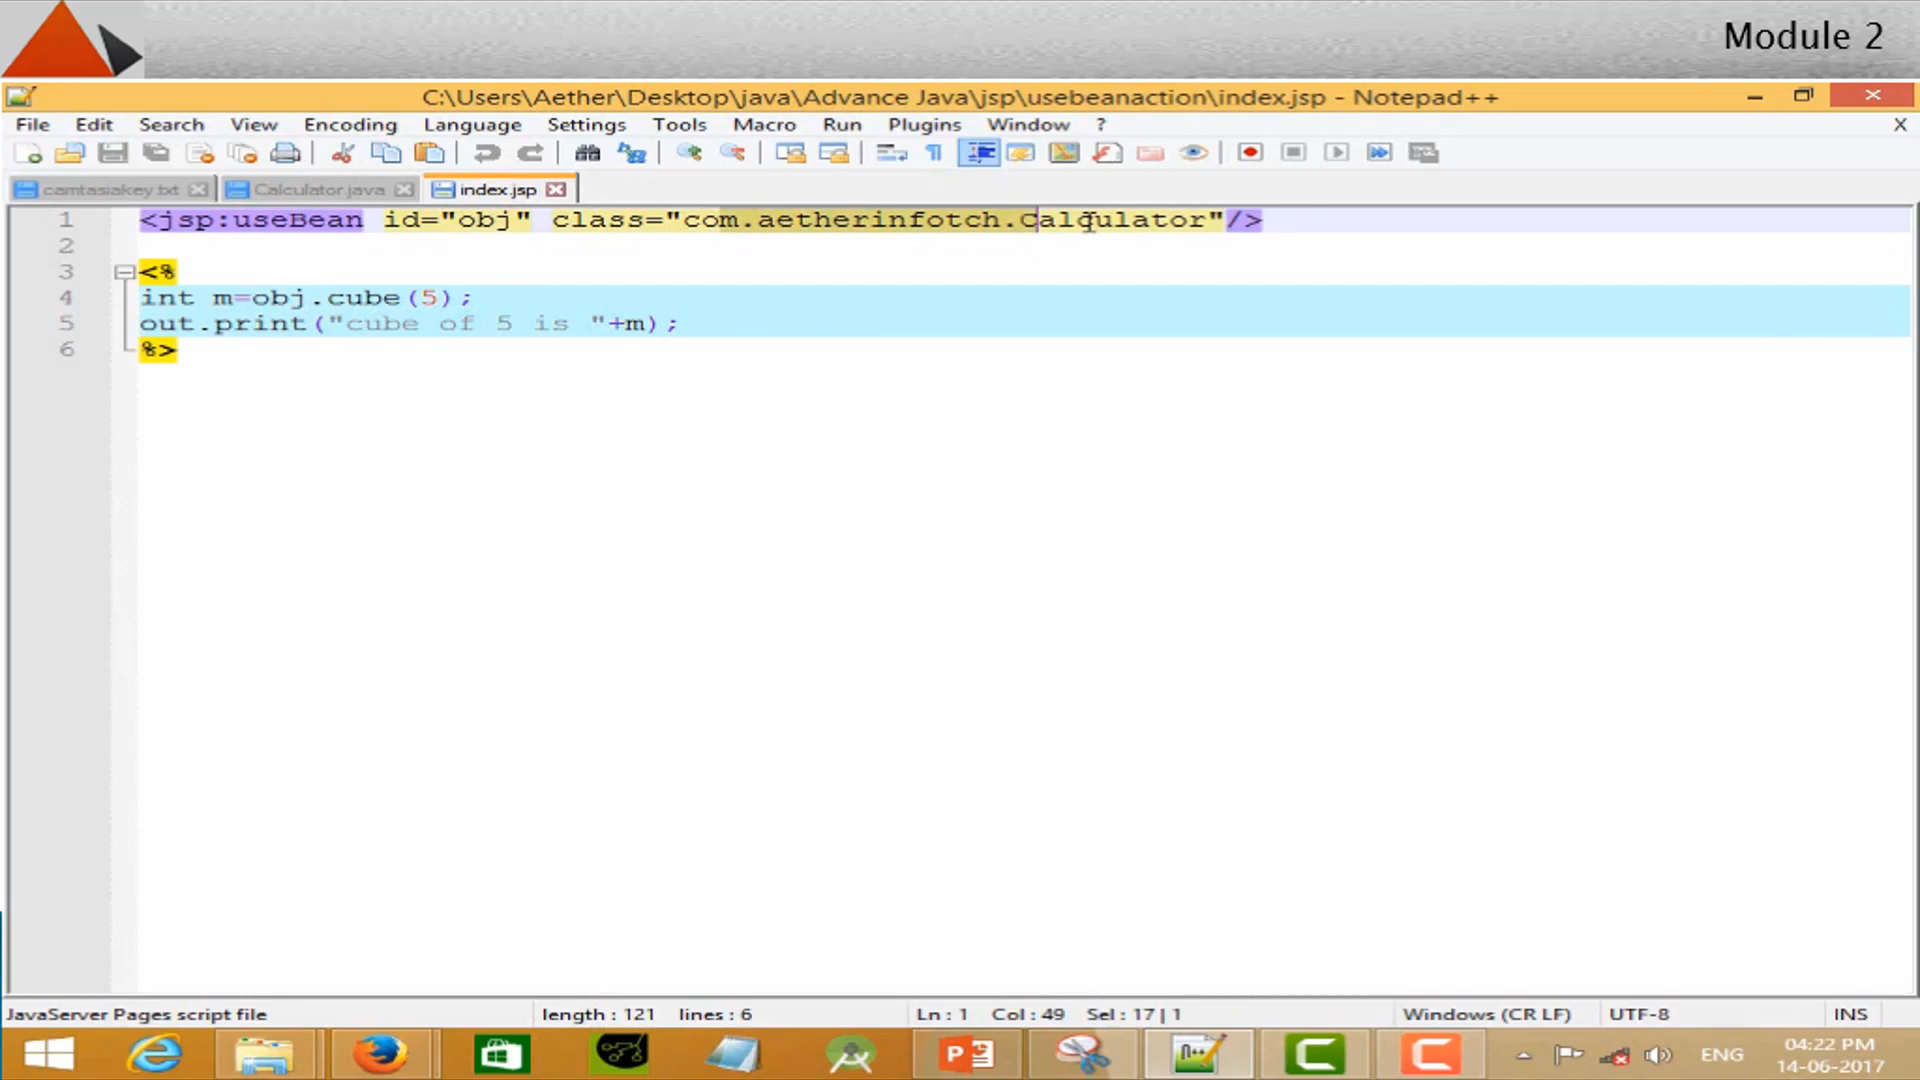 Module 2
C:\Users\Aether\Desktop\java\Advance Java\jsp\usebeanaction\index.jsp - Notepad++
File Edit Search View Encoding Language Settings Tools Macro Run Plugins Window ? X
camtasiakey.txt Calculator.java index.jsp
1 <jsp:useBean id="obj" class="com.aetherinfotch.Calculator"/>
2
3 <%
4 int m=obj.cube(5);
5 out.print("cube of 5 is "+m);
6 %>
JavaServer Pages script file length : 121 lines : 6 Ln : 1 Col : 49 Sel : 17 | 1 Windows (CR LF) UTF-8 INS
ENG 04:22 PM
14-06-2017